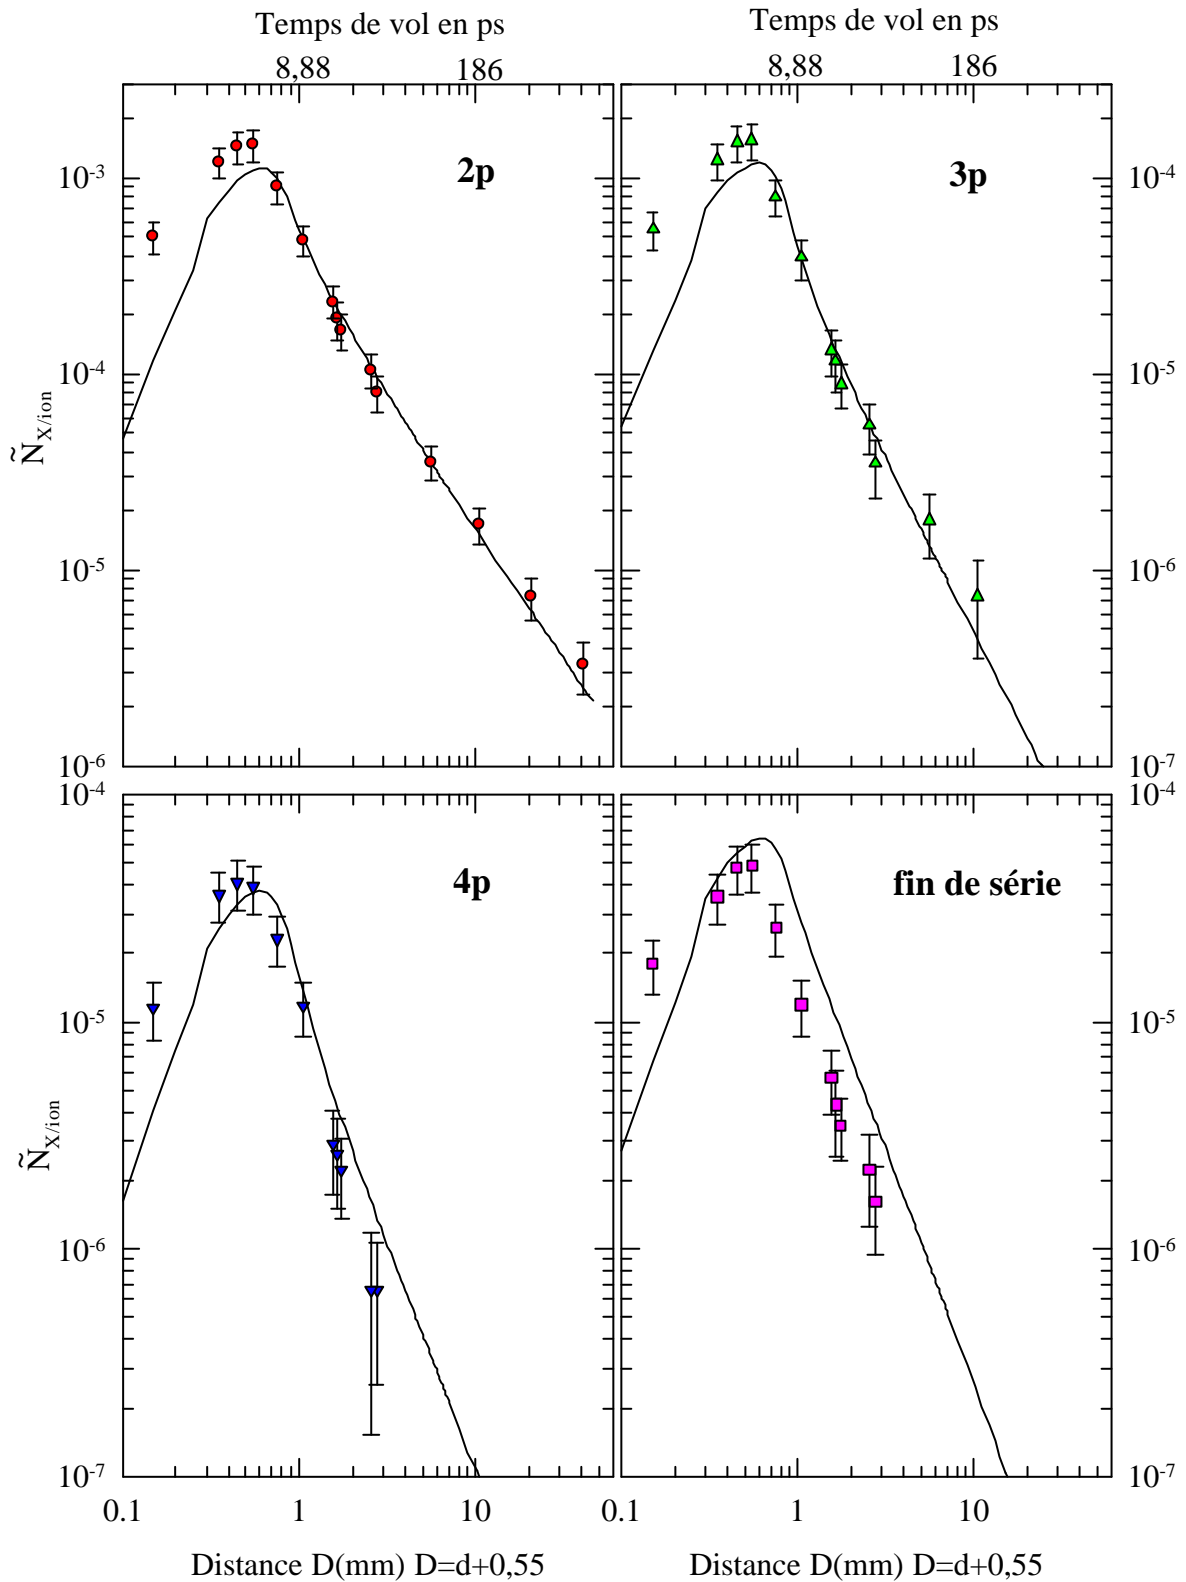 Temps de vol en ps
Temps de vol en ps
8,88
186
8,88
186
2p
3p
10-3
10-4
10-5
10-6
10-4
10-5
10-6
10-7
ÑX/ion
4p
fin de série
10-4
10-5
10-6
10-7
10-4
10-5
10-6
10-7
ÑX/ion
0.1
1
10
0.1
1
10
Distance D(mm) D=d+0,55
Distance D(mm) D=d+0,55